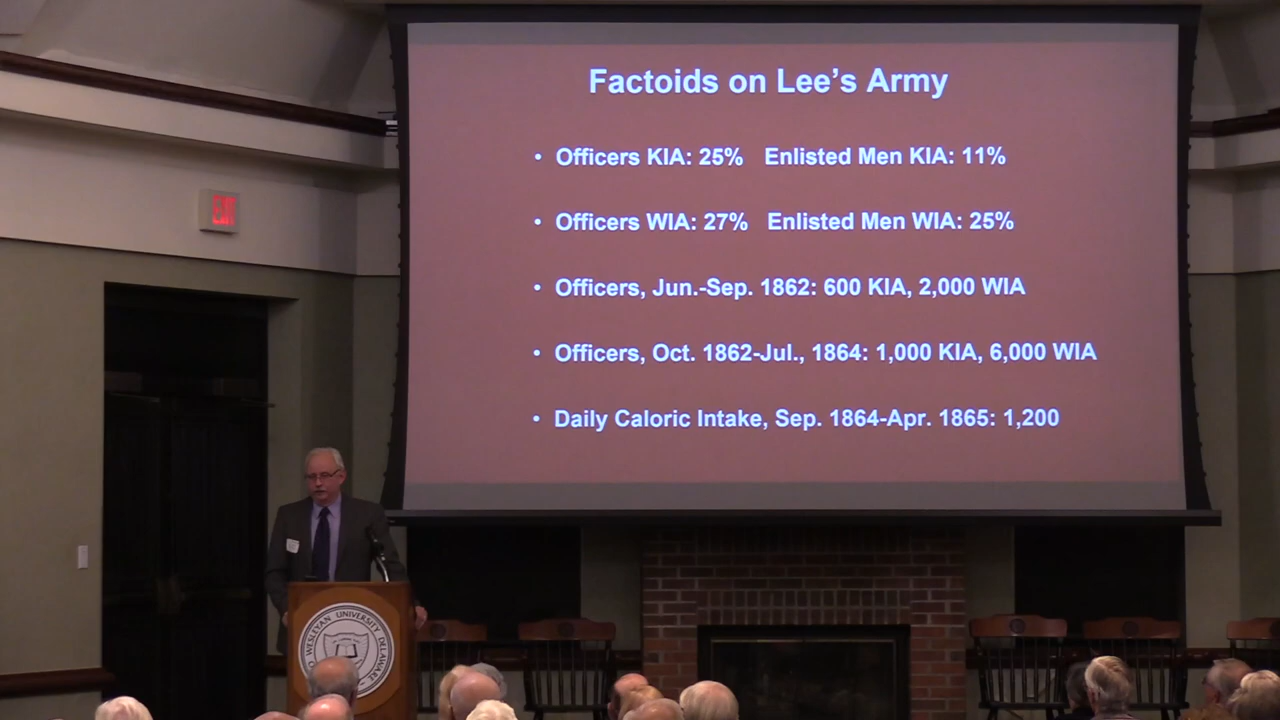 Factoids on Lee's Army
• Officers KIA: 25% Enlisted Men KIA: 11%
• Officers WIA: 27% Enlisted Men WIA: 25%
• Officers, Jun.-Sep. 1862: 600 KIA, 2,000 WIA
• Officers, Oct. 1862-Jul., 1864: 1,000 KIA, 6,000 WIA
• Daily Caloric Intake, Sep. 1864-Apr. 1865: 1,200
EXIT
WESLEYAN UNIVERSITY DELAWARE